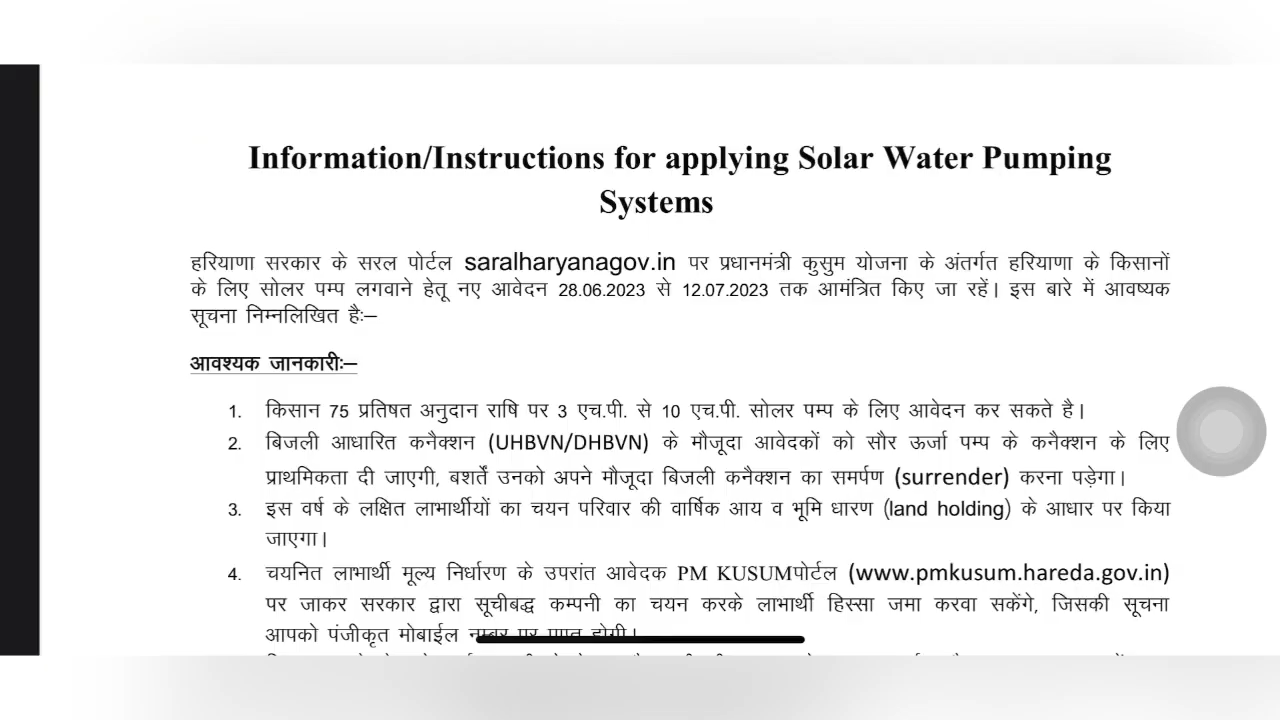 Information/Instructions for applying Solar Water Pumping
Systems
हरियाणा सरकार के सरल पोर्टल saralharyanagov.in पर प्रधानमंत्री कुसुम योजना के अंतर्गत हरियाणा के किसानों
के लिए सोलर पम्प लगवाने हेतू नए आवेदन 28.06.2023 से 12.07.2023 तक आमंत्रित किए जा रहें। इस बारे में आवष्यक
सूचना निम्नलिखित हैः–
आवश्यक जानकारीः–
1. किसान 75 प्रतिषत अनुदान राषि पर 3 एच.पी. से 10 एच.पी. सोलर पम्प के लिए आवेदन कर सकते है।
2. बिजली आधारित कनैक्शन (UHBVN/DHBVN) के मौजूदा आवेदकों को सौर ऊर्जा पम्प के कनैक्शन के लिए
प्राथमिकता दी जाएगी, बशर्तें उनको अपने मौजूदा बिजली कनैक्शन का समर्पण (surrender) करना पड़ेगा।
3. इस वर्ष के लक्षित लाभार्थीयों का चयन परिवार की वार्षिक आय व भूमि धारण (land holding) के आधार पर किया
जाएगा।
4. चयनित लाभार्थी मूल्य निर्धारण के उपरांत आवेदक PM KUSUMपोर्टल (www.pmkusum.hareda.gov.in)
पर जाकर सरकार द्वारा सूचीबद्ध कम्पनी का चयन करके लाभार्थी हिस्सा जमा करवा सकेंगे, जिसकी सूचना
आपको पंजीकृत मोबाईल नम्बर पर प्राप्त होगी।